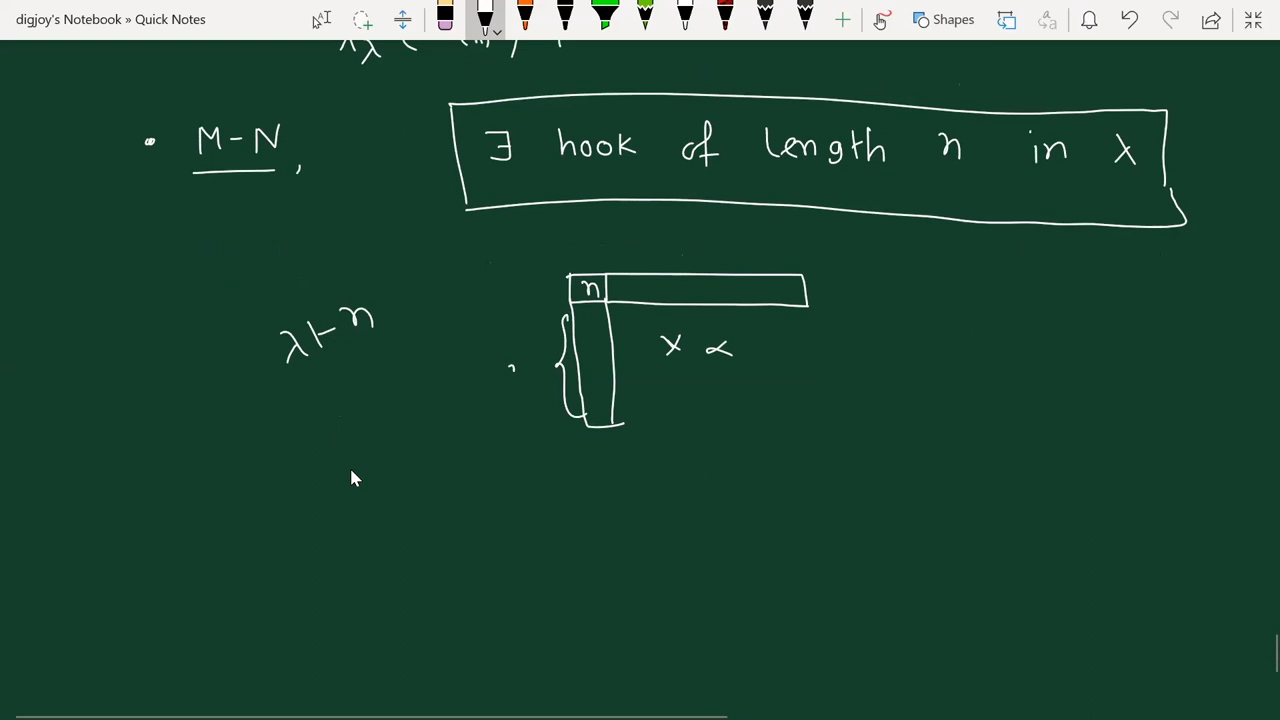 digjoy's Notebook » Quick Notes
Shapes
• M-N,
∃ hook of length n in λ
n
λ ⊢ n
x α